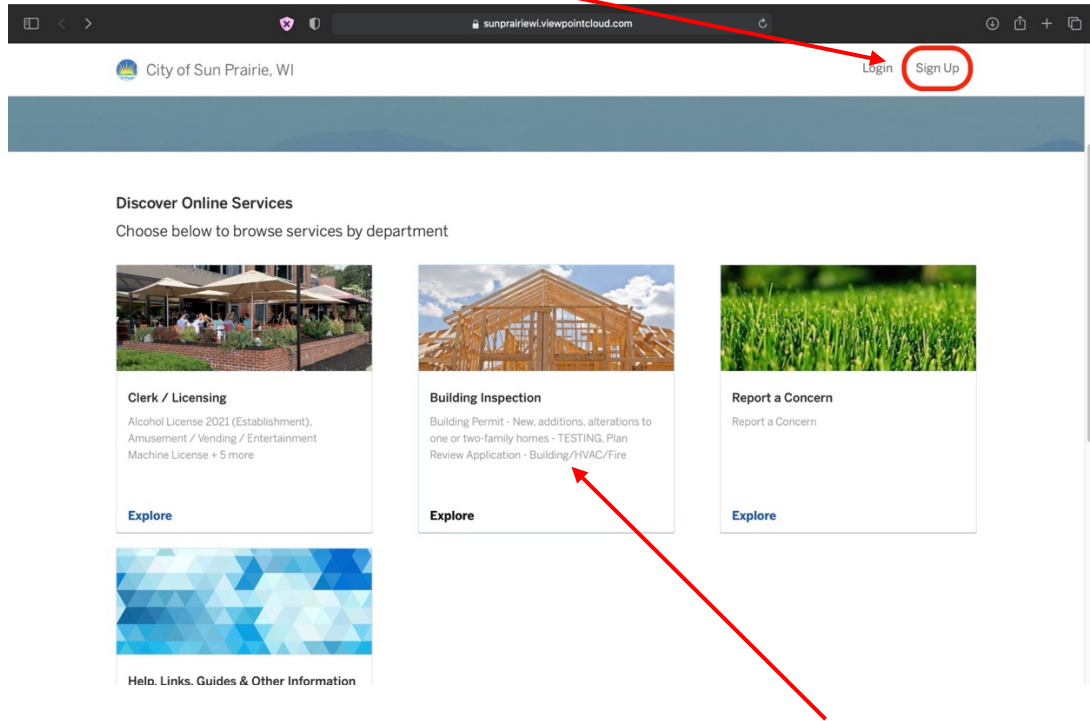 sunprairiewi.viewpointcloud.com
City of Sun Prairie, WI
Login
Sign Up
Discover Online Services
Choose below to browse services by department
Clerk / Licensing
Alcohol License 2021 (Establishment),
Amusement / Vending / Entertainment
Machine License + 5 more
Explore
Building Inspection
Building Permit - New, additions, alterations to
one or two-family homes - TESTING, Plan
Review Application - Building/HVAC/Fire
Explore
Report a Concern
Report a Concern
Explore
Help, Links, Guides & Other Information